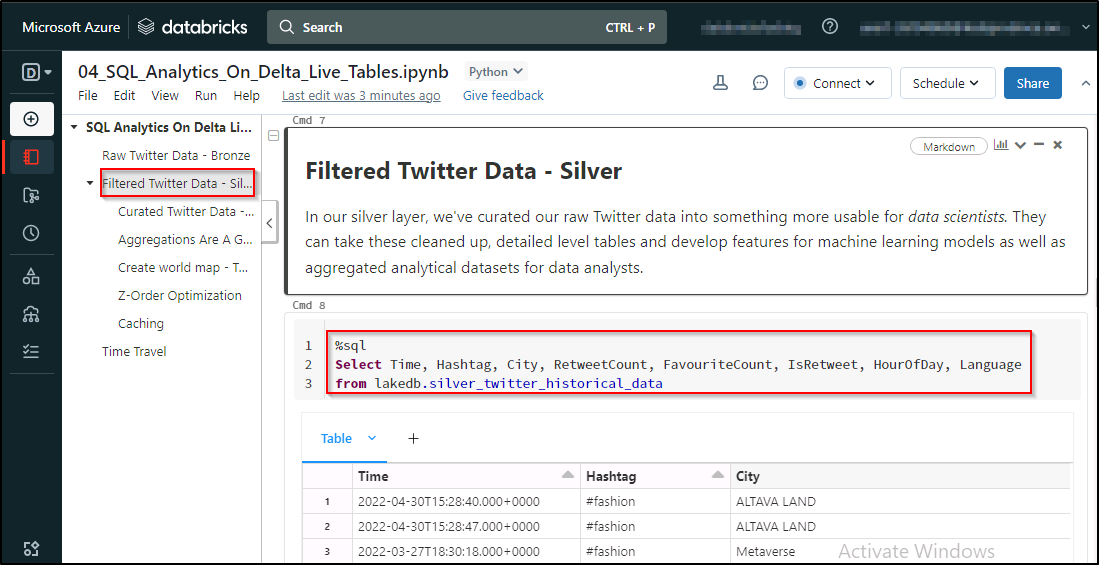 Microsoft Azure databricks Search CTRL + P
04_SQL_Analytics_On_Delta_Live_Tables.ipynb Python
File Edit View Run Help Last edit was 3 minutes ago Give feedback
Connect Schedule Share
SQL Analytics On Delta Li...
Raw Twitter Data - Bronze
Filtered Twitter Data - Sil...
Curated Twitter Data -...
Aggregations Are A G...
Create world map - T...
Z-Order Optimization
Caching
Time Travel
Cmd 7
Markdown
Filtered Twitter Data - Silver
In our silver layer, we've curated our raw Twitter data into something more usable for data scientists. They
can take these cleaned up, detailed level tables and develop features for machine learning models as well as
aggregated analytical datasets for data analysts.
Cmd 8
1 %sql
2 Select Time, Hashtag, City, RetweetCount, FavouriteCount, IsRetweet, HourOfDay, Language
3 from lakedb.silver_twitter_historical_data
Table +
Time Hashtag City
1 2022-04-30T15:28:40.000+0000 #fashion ALTAVA LAND
2 2022-04-30T15:28:47.000+0000 #fashion ALTAVA LAND
3 2022-03-27T18:30:18.000+0000 #fashion Metaverse
Activate Windows